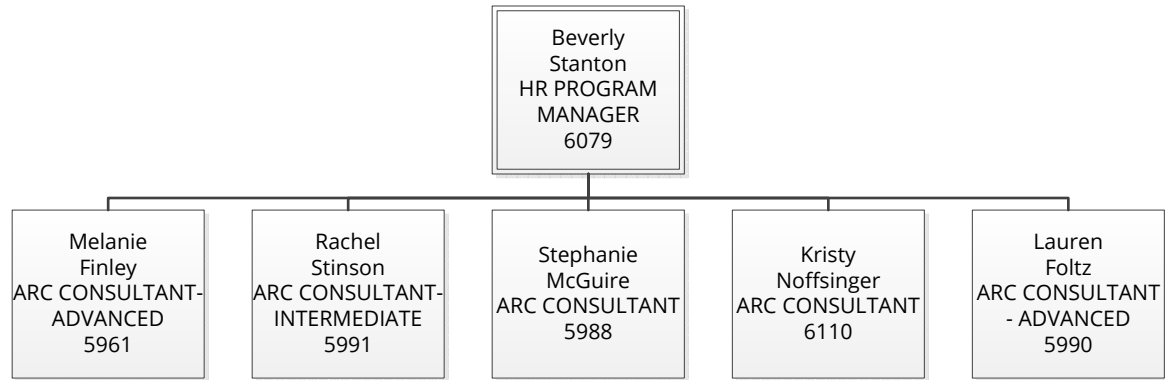 Beverly
Stanton
HR PROGRAM
MANAGER
6079
Melanie
Finley
ARC CONSULTANT-
ADVANCED
5961
Rachel
Stinson
ARC CONSULTANT-
INTERMEDIATE
5991
Stephanie
McGuire
ARC CONSULTANT
5988
Kristy
Noffsinger
ARC CONSULTANT
6110
Lauren
Foltz
ARC CONSULTANT
- ADVANCED
5990